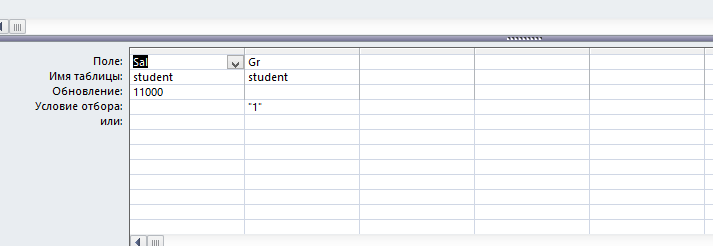 Поле: Sal Gr
Имя таблицы: student student
Обновление: 11000
Условие отбора: "1"
или: